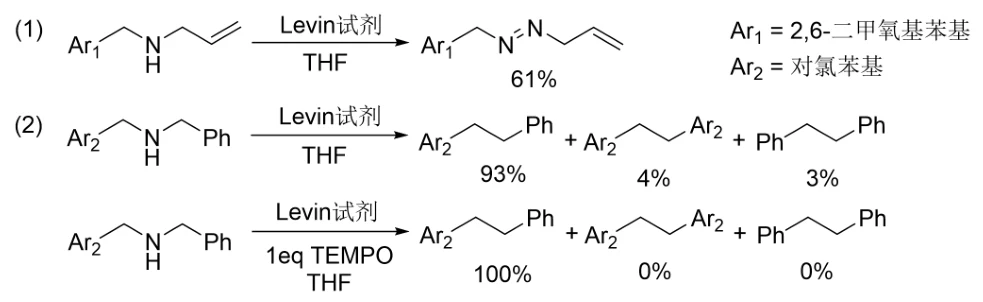 (1) Ar1 N H Levin试剂 THF Ar1 N N 61% Ar1 = 2,6-二甲氧基苯基
Ar2 = 对氯苯基
(2) Ar2 N H Ph Levin试剂 THF Ar2 Ph + Ar2 Ar2 + Ph Ph
93% 4% 3%
Ar2 N H Ph Levin试剂 1eq TEMPO THF Ar2 Ph + Ar2 Ar2 + Ph Ph
100% 0% 0%